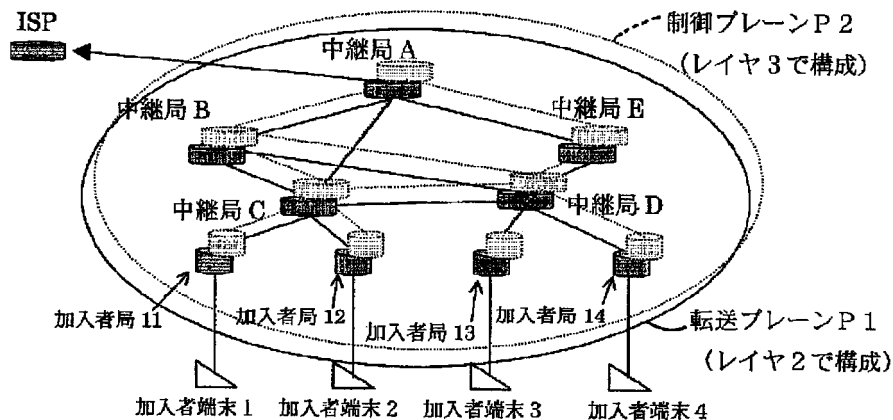 ISP
制御プレーンP2
(レイヤ3で構成)
中継局A
中継局B
中継局E
中継局C
中継局D
加入者局11
加入者局12
加入者局13
加入者局14
転送プレーンP1
(レイヤ2で構成)
加入者端末1
加入者端末2
加入者端末3
加入者端末4